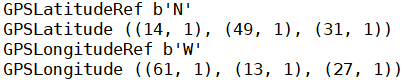 GPSLatitudeRef b'N'
GPSLatitude ((14, 1), (49, 1), (31, 1))
GPSLongitudeRef b'W'
GPSLongitude ((61, 1), (13, 1), (27, 1))